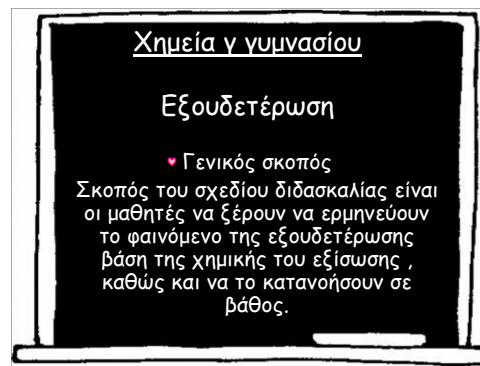 Χημεία γ γυμνασίου
Εξουδετέρωση
Γενικός σκοπός
Σκοπός του σχεδίου διδασκαλίας είναι
οι μαθητές να ξέρουν να ερμηνεύουν
το φαινόμενο της εξουδετέρωσης
βάση της χημικής του εξίσωσης ,
καθώς και να το κατανοήσουν σε
βάθος.